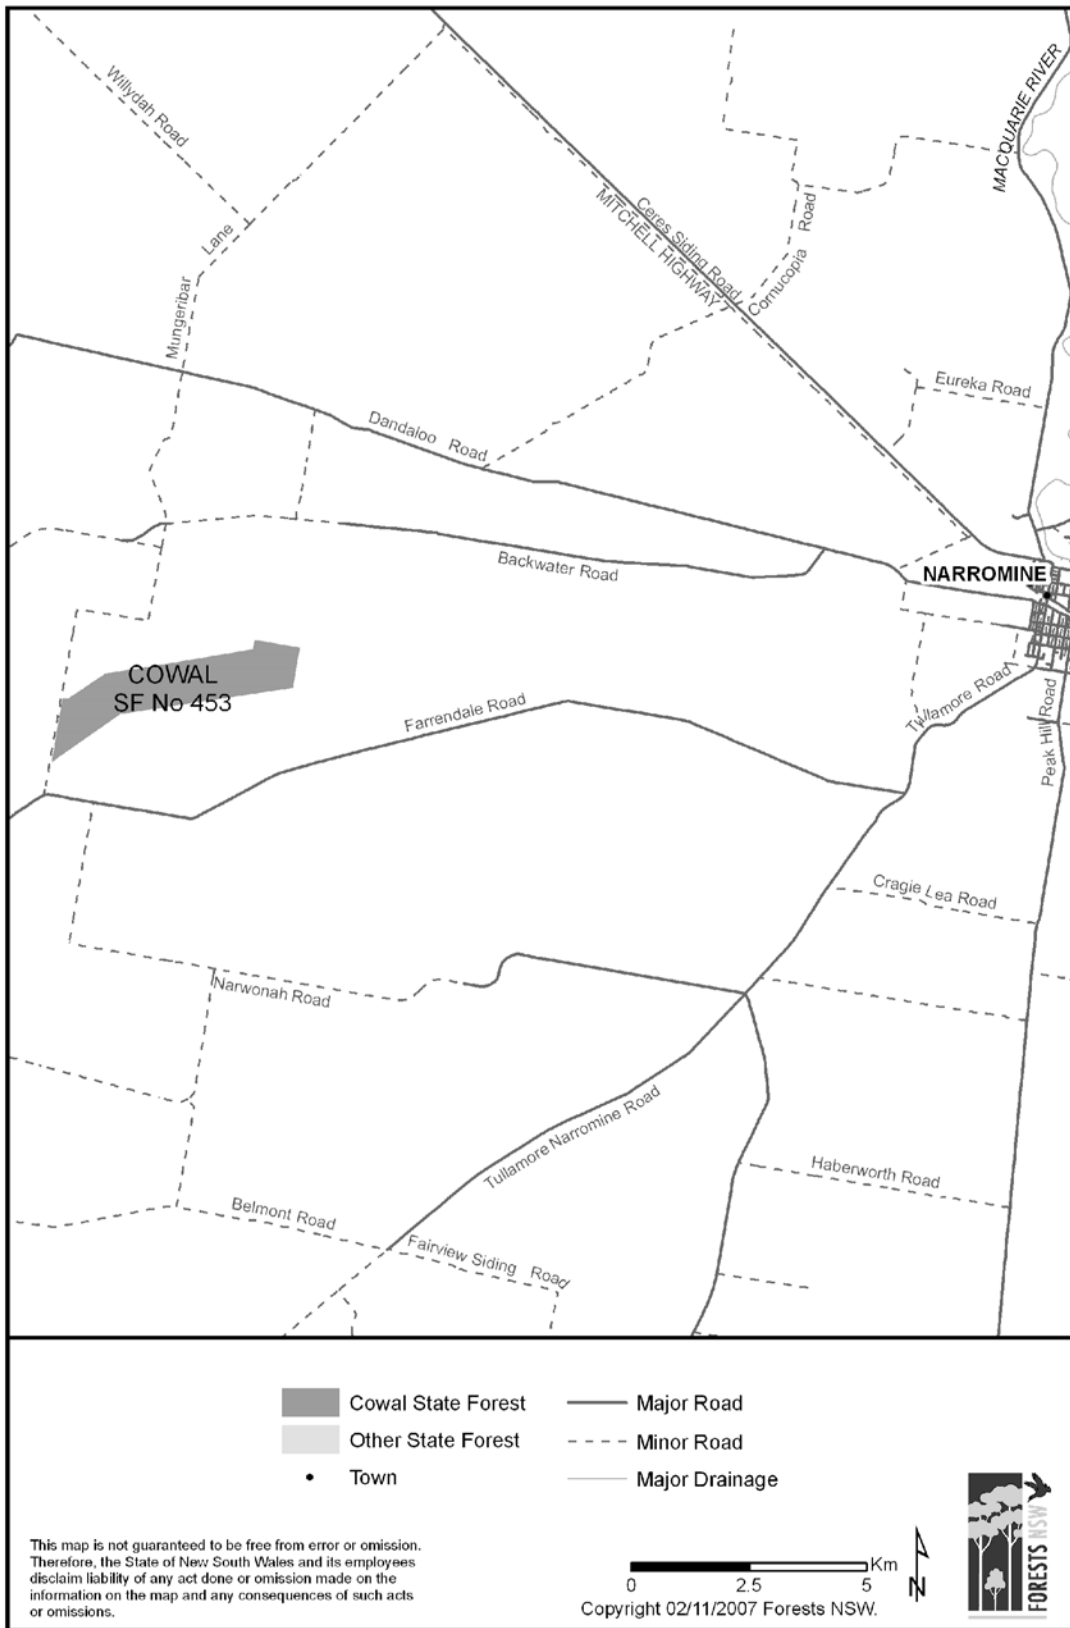 Willydah Road
MACQUARIE RIVER
Lane
Mungeribar
Ceres Siding Road
MITCHELL HIGHWAY
Cornucopia Road
Eureka Road
Dandaloo Road
Backwater Road
NARROMINE
COWAL
SF No 453
Farrendale Road
Tullamore Road
Peak Hill Road
Cragie Lea Road
Narwonah Road
Tullamore Narromine Road
Haberworth Road
Belmont Road
Fairview Siding Road
Cowal State Forest
Other State Forest
Town
Major Road
Minor Road
Major Drainage
This map is not guaranteed to be free from error or omission.
Therefore, the State of New South Wales and its employees
disclaim liability of any act done or omission made on the
information on the map and any consequences of such acts
or omissions.
Km
0 2.5 5
N
Copyright 02/11/2007 Forests NSW.
FORESTS NSW